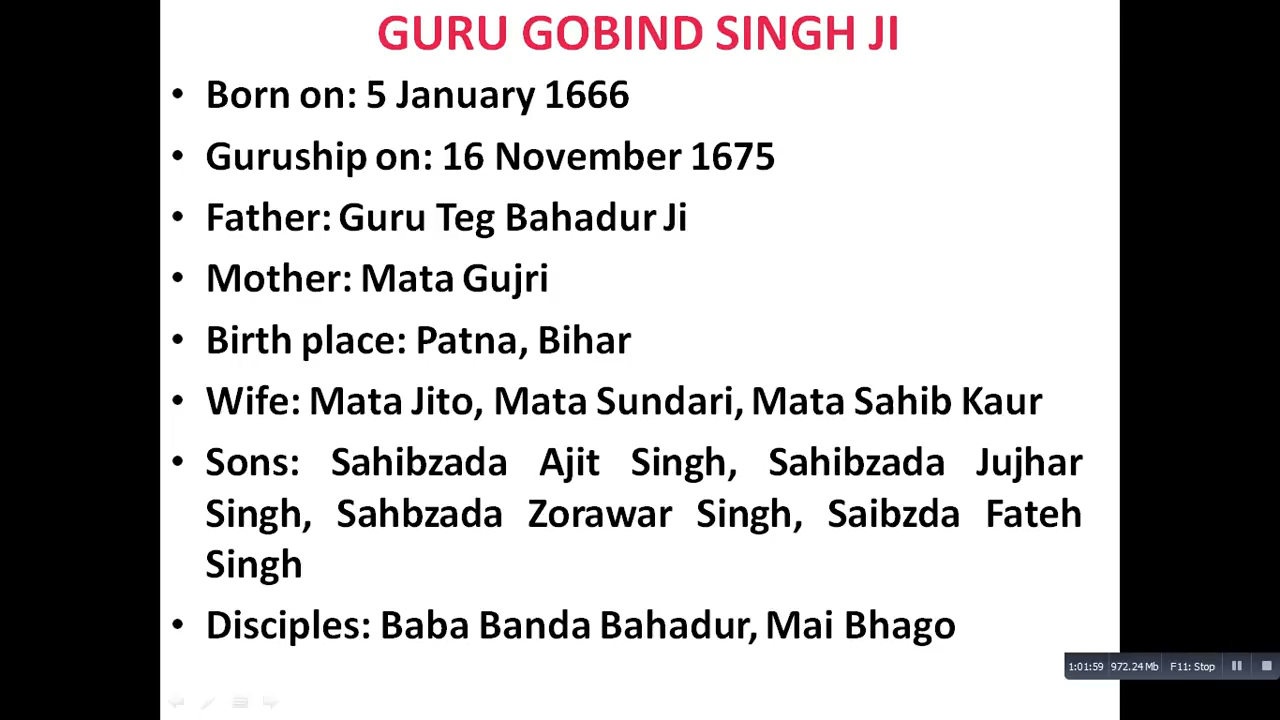 GURU GOBIND SINGH JI
• Born on: 5 January 1666
• Guruship on: 16 November 1675
• Father: Guru Teg Bahadur Ji
• Mother: Mata Gujri
• Birth place: Patna, Bihar
• Wife: Mata Jito, Mata Sundari, Mata Sahib Kaur
• Sons: Sahibzada Ajit Singh, Sahibzada Jujhar
Singh, Sahbzada Zorawar Singh, Saibzda Fateh
Singh
• Disciples: Baba Banda Bahadur, Mai Bhago
1:01:59 972.24 Mb F11: Stop